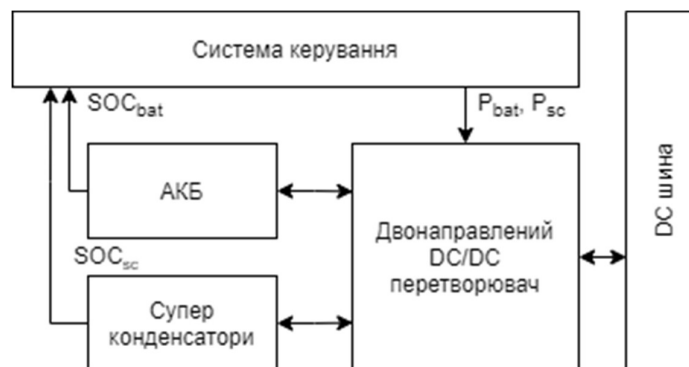 Система керування
SOCbat
Pbat, Psc
АКБ
DC шина
Двонаправлений
DC/DC
перетворювач
SOCsc
Супер
конденсатори